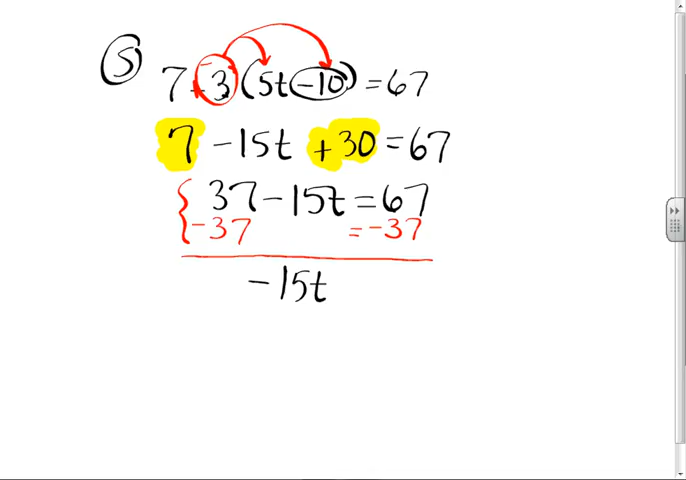 5
7 + -3(5t -10) = 67
7 -15t +30 = 67
37 -15t = 67
-37 = -37
-15t